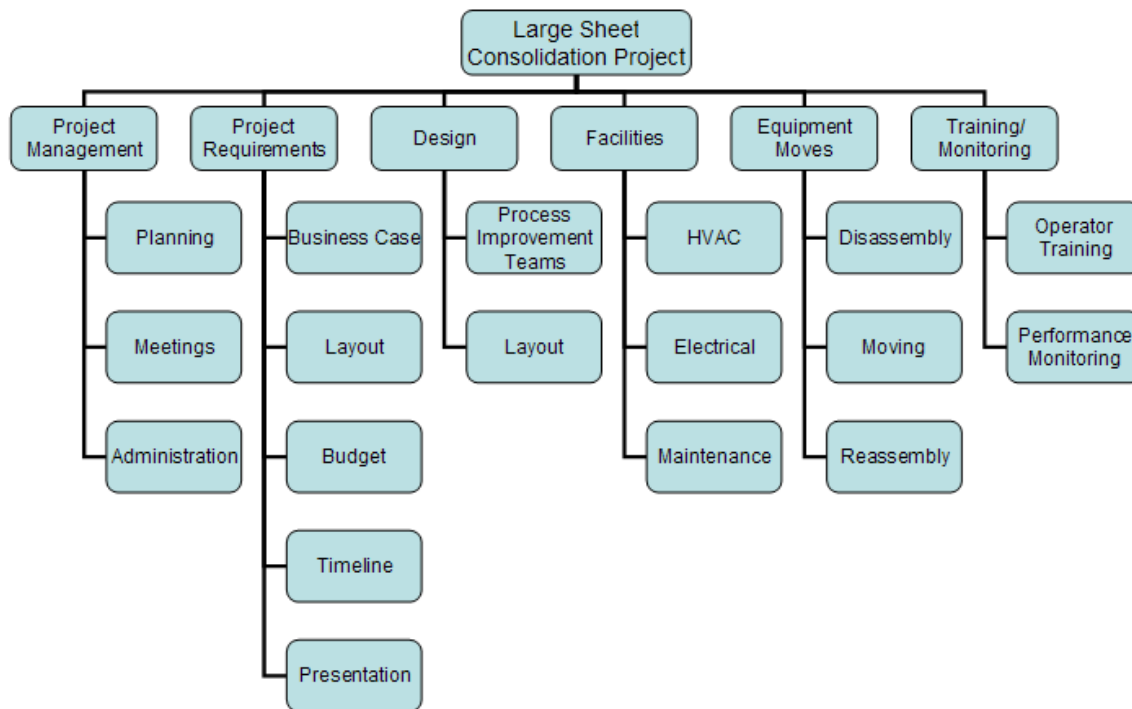 Large Sheet
Consolidation Project
Project
Management
Project
Requirements
Design
Facilities
Equipment
Moves
Training/
Monitoring
Planning
Meetings
Administration
Business Case
Layout
Budget
Timeline
Presentation
Process
Improvement
Teams
Layout
HVAC
Electrical
Maintenance
Disassembly
Moving
Reassembly
Operator
Training
Performance
Monitoring